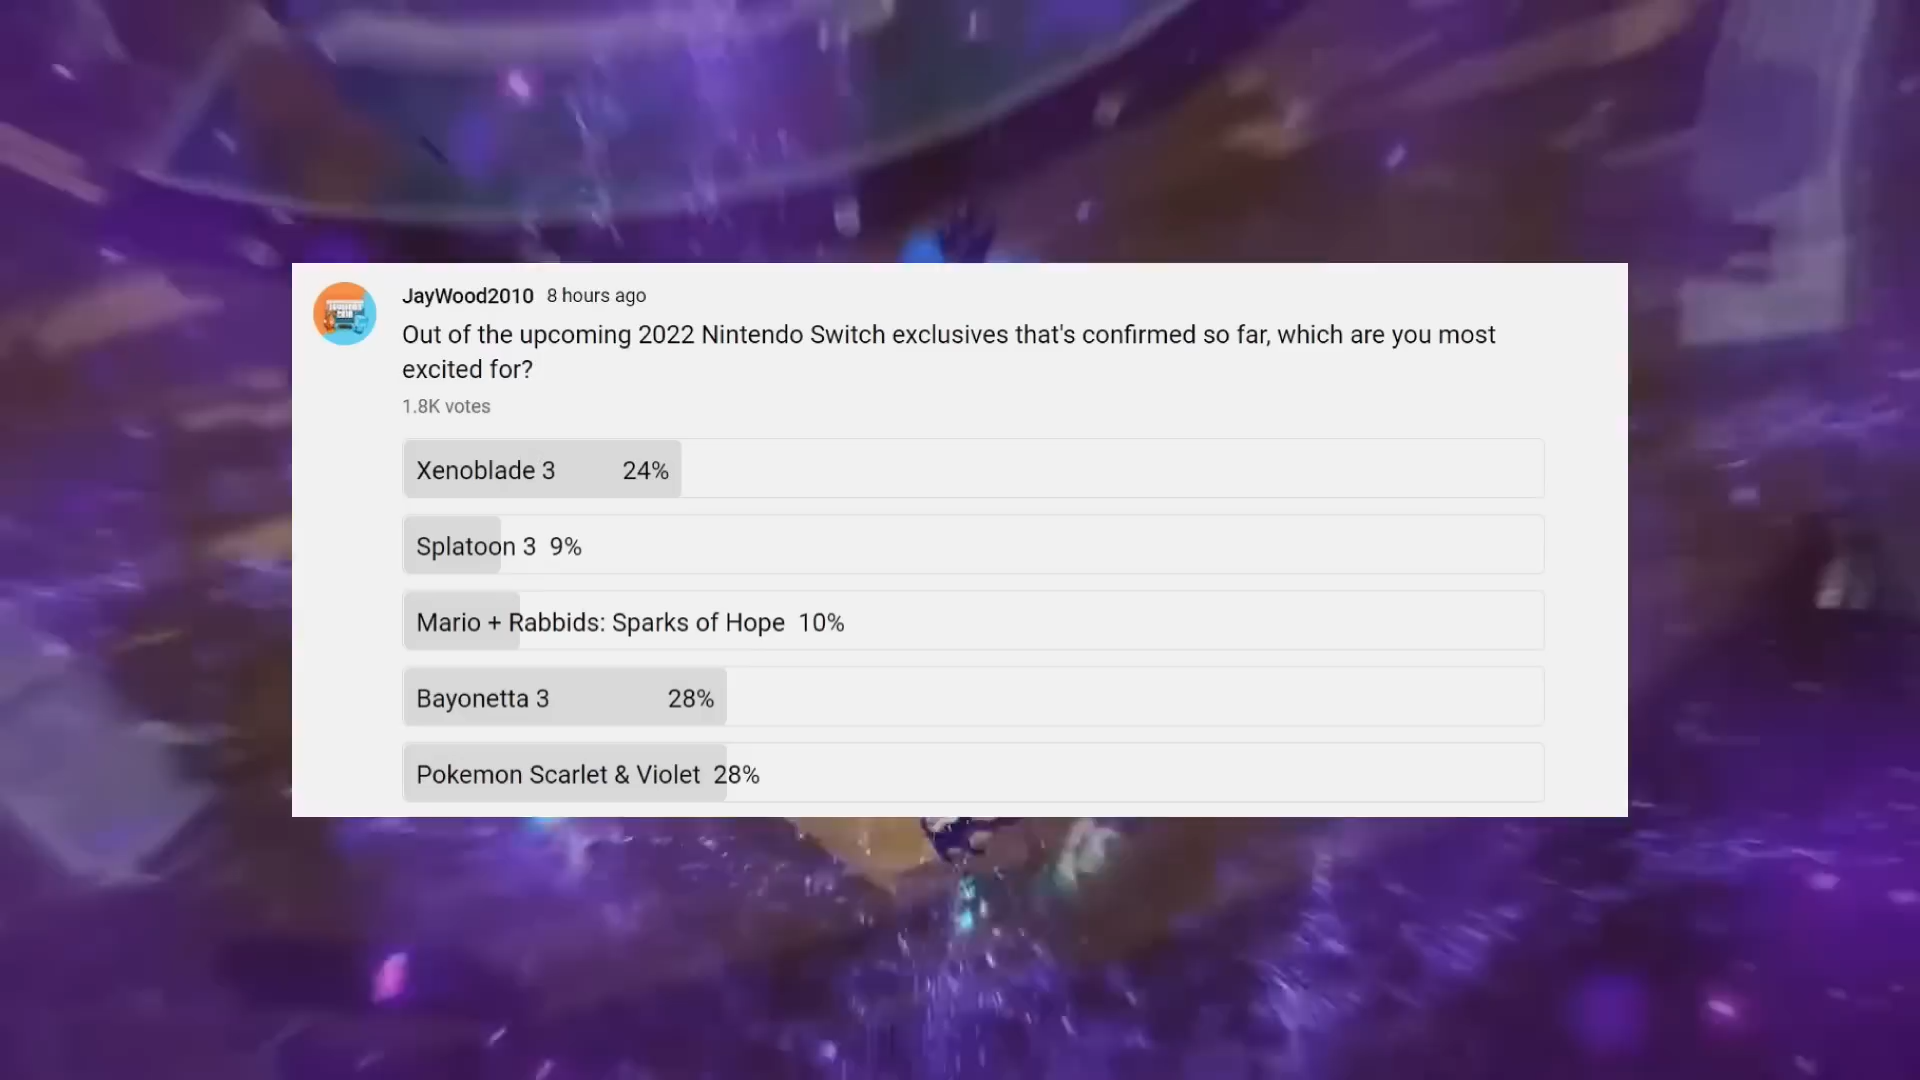 JayWood2010 8 hours ago
Out of the upcoming 2022 Nintendo Switch exclusives that's confirmed so far, which are you most
excited for?
1.8K votes
Xenoblade 3 24%
Splatoon 3 9%
Mario + Rabbids: Sparks of Hope 10%
Bayonetta 3 28%
Pokemon Scarlet & Violet 28%